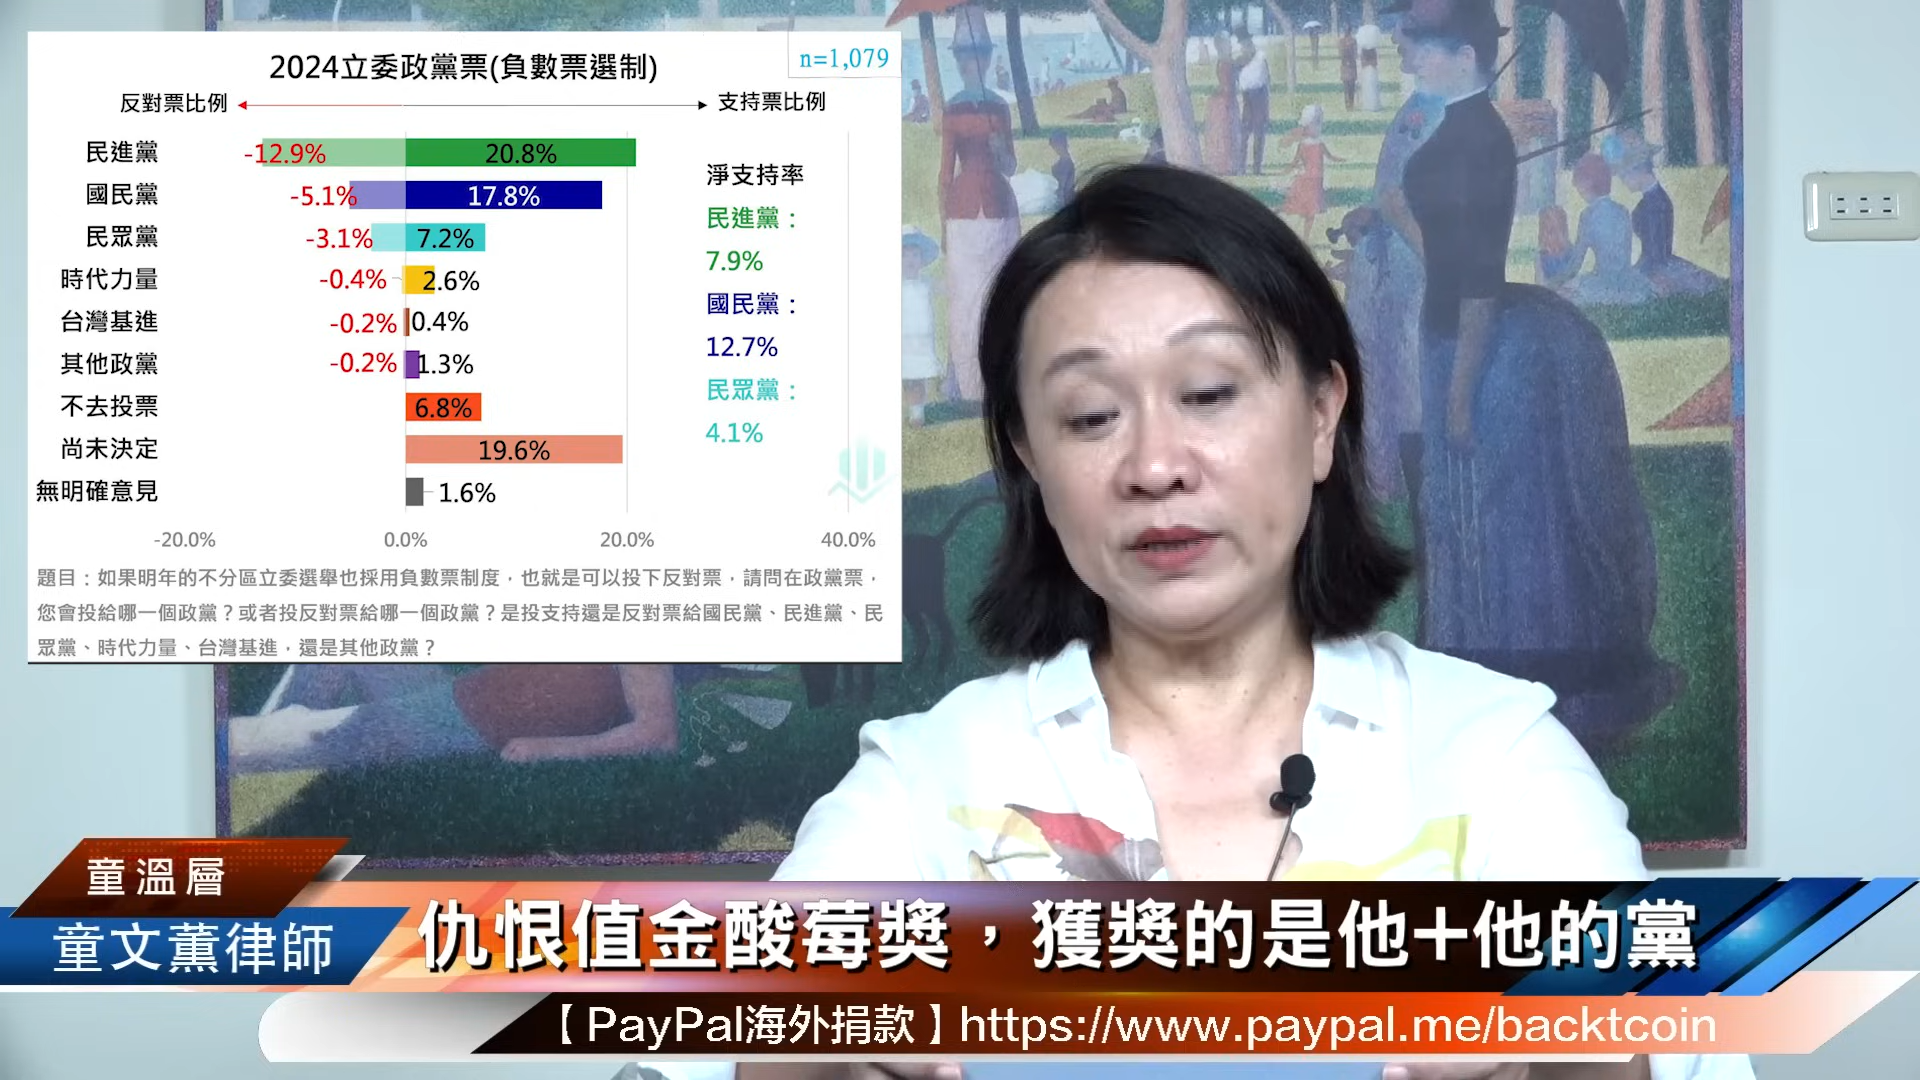 2024立委政黨票(負數票選制)
n=1,079
反對票比例
支持票比例
民進黨 -12.9% 20.8%
國民黨 -5.1% 17.8%
民眾黨 -3.1% 7.2%
時代力量 -0.4% 2.6%
台灣基進 -0.2% 0.4%
其他政黨 -0.2% 1.3%
不去投票 6.8%
尚未決定 19.6%
無明確意見 1.6%
-20.0% 0.0% 20.0% 40.0%
淨支持率
民進黨：
7.9%
國民黨：
12.7%
民眾黨：
4.1%
題目：如果明年的不分區立委選舉也採用負數票制度，也就是可以投下反對票，請問在政黨票，
您會投給哪一個政黨？或者投反對票給哪一個政黨？是投支持還是反對票給國民黨、民進黨、民
眾黨、時代力量、台灣基進，還是其他政黨？
童溫層
童文薰律師
仇恨值金酸莓獎，獲獎的是他+他的黨
【PayPal海外捐款】https://www.paypal.me/backtcoin